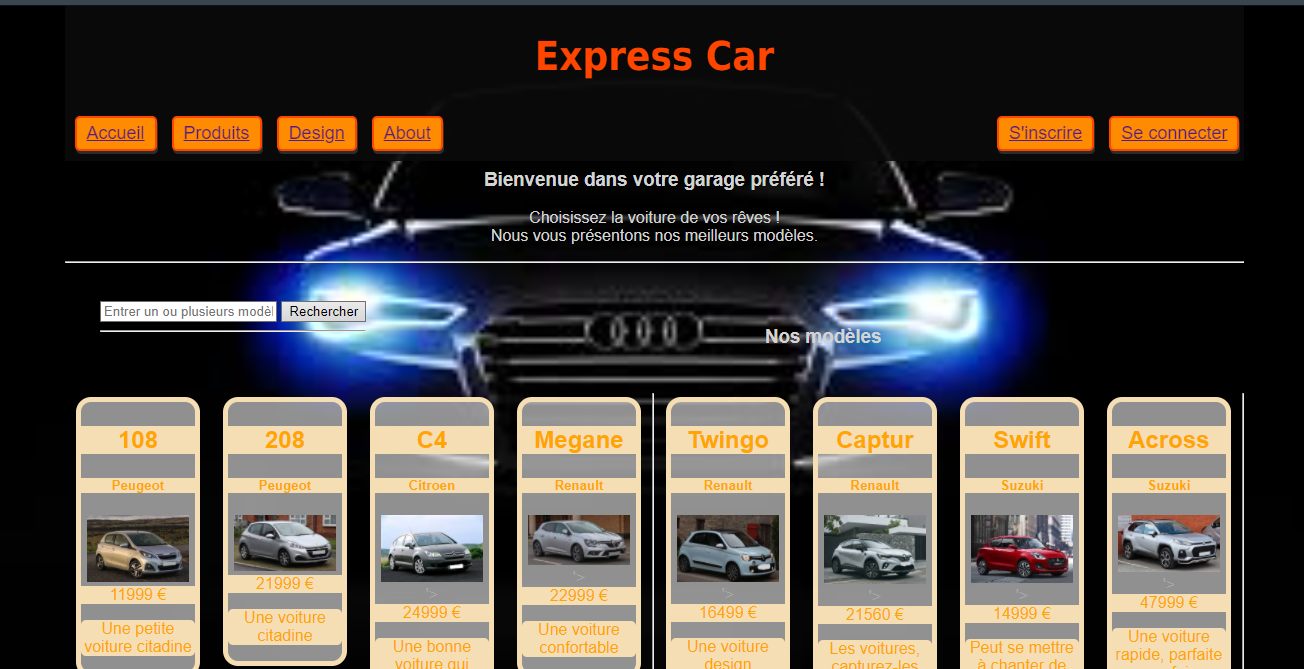 Express Car
Accueil Produits Design About S'inscrire Se connecter
Bienvenue dans votre garage préféré !
Choisissez la voiture de vos rêves !
Nous vous présentons nos meilleurs modèles.
Entrer un ou plusieurs modèl Rechercher
Nos modèles
108
Peugeot
11999 €
Une petite
voiture citadine
208
Peugeot
21999 €
Une voiture
citadine
C4
Citroen
'>
24999 €
Une bonne
voiture qui
Megane
Renault
'>
22999 €
Une voiture
confortable
Twingo
Renault
'>
16499 €
Une voiture
design
Captur
Renault
'>
21560 €
Les voitures,
capturez-les
Swift
Suzuki
'>
14999 €
Peut se mettre
à chanter de
Across
Suzuki
'>
47999 €
Une voiture
rapide, parfaite